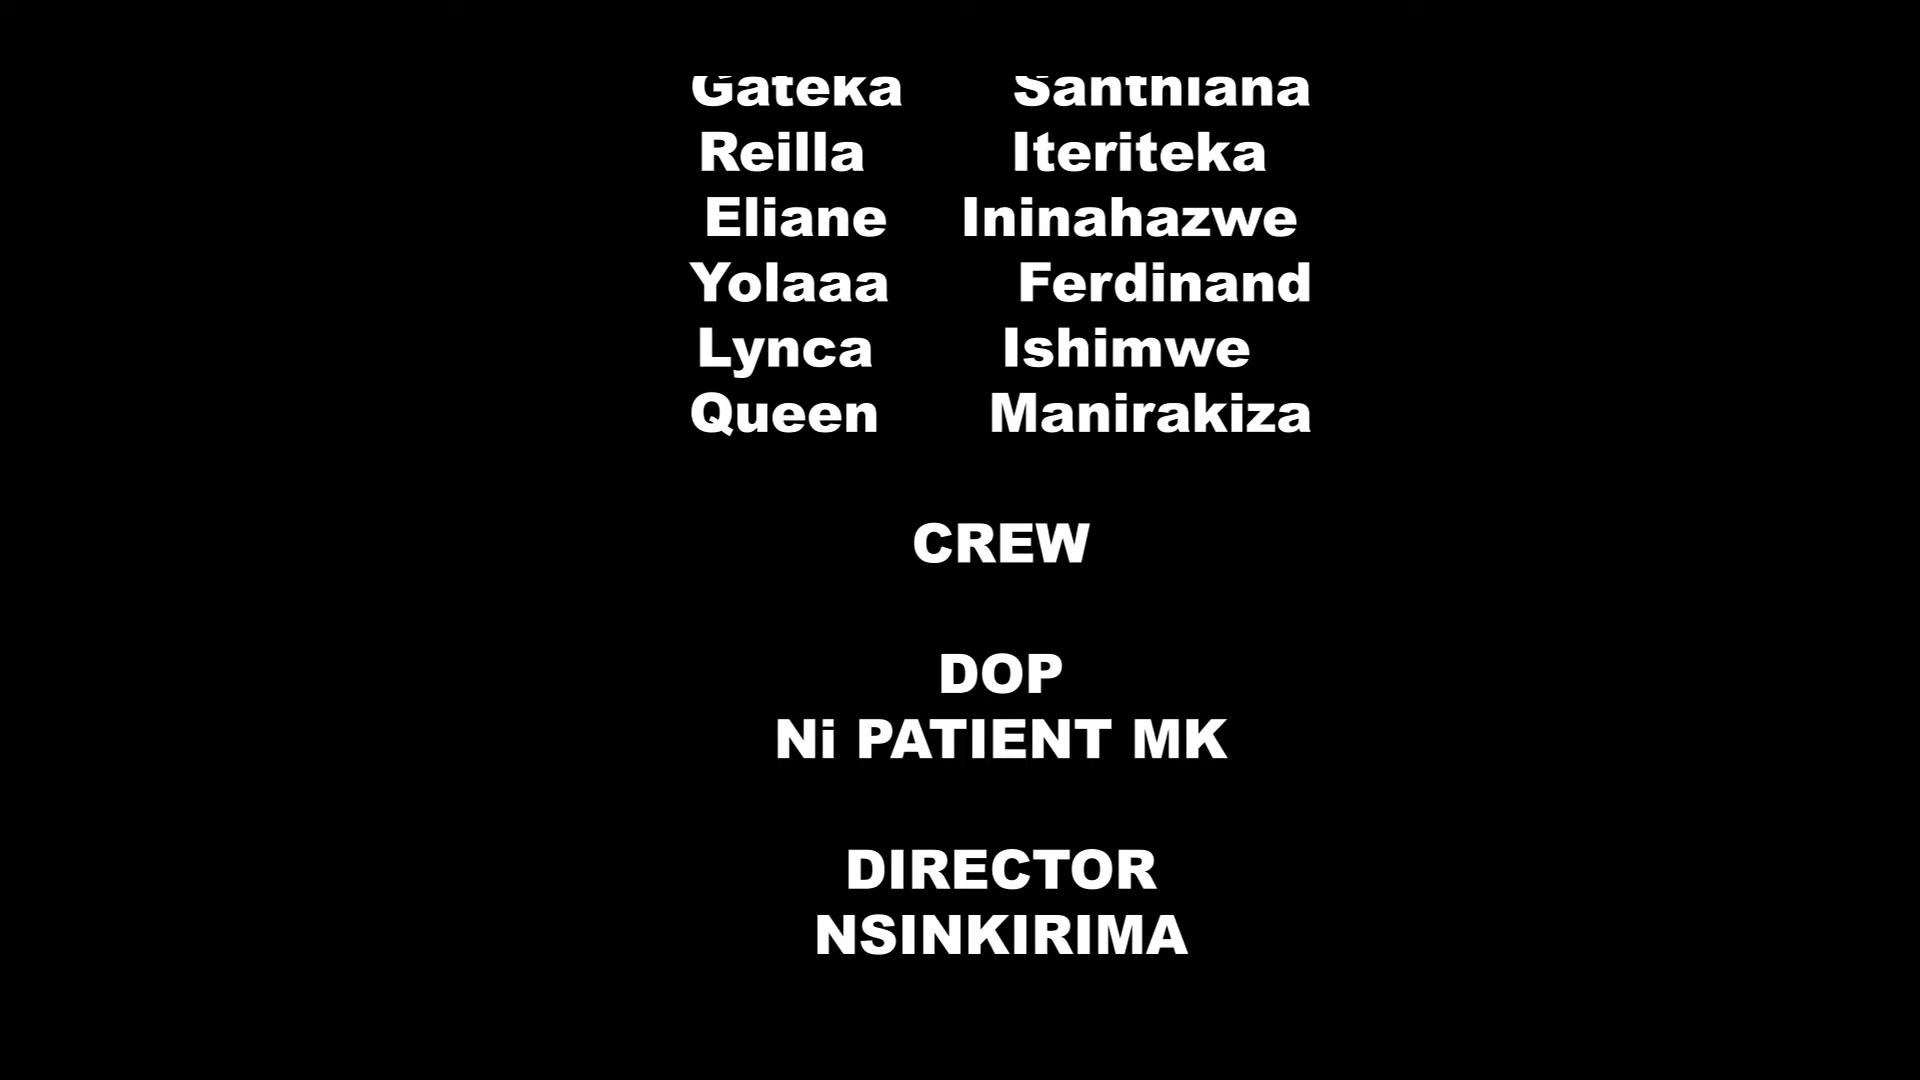 Gateka Santhiana
Reilla Iteriteka
Eliane Ininahazwe
Yolaaa Ferdinand
Lynca Ishimwe
Queen Manirakiza
CREW
DOP
Ni PATIENT MK
DIRECTOR
NSINKIRIMA